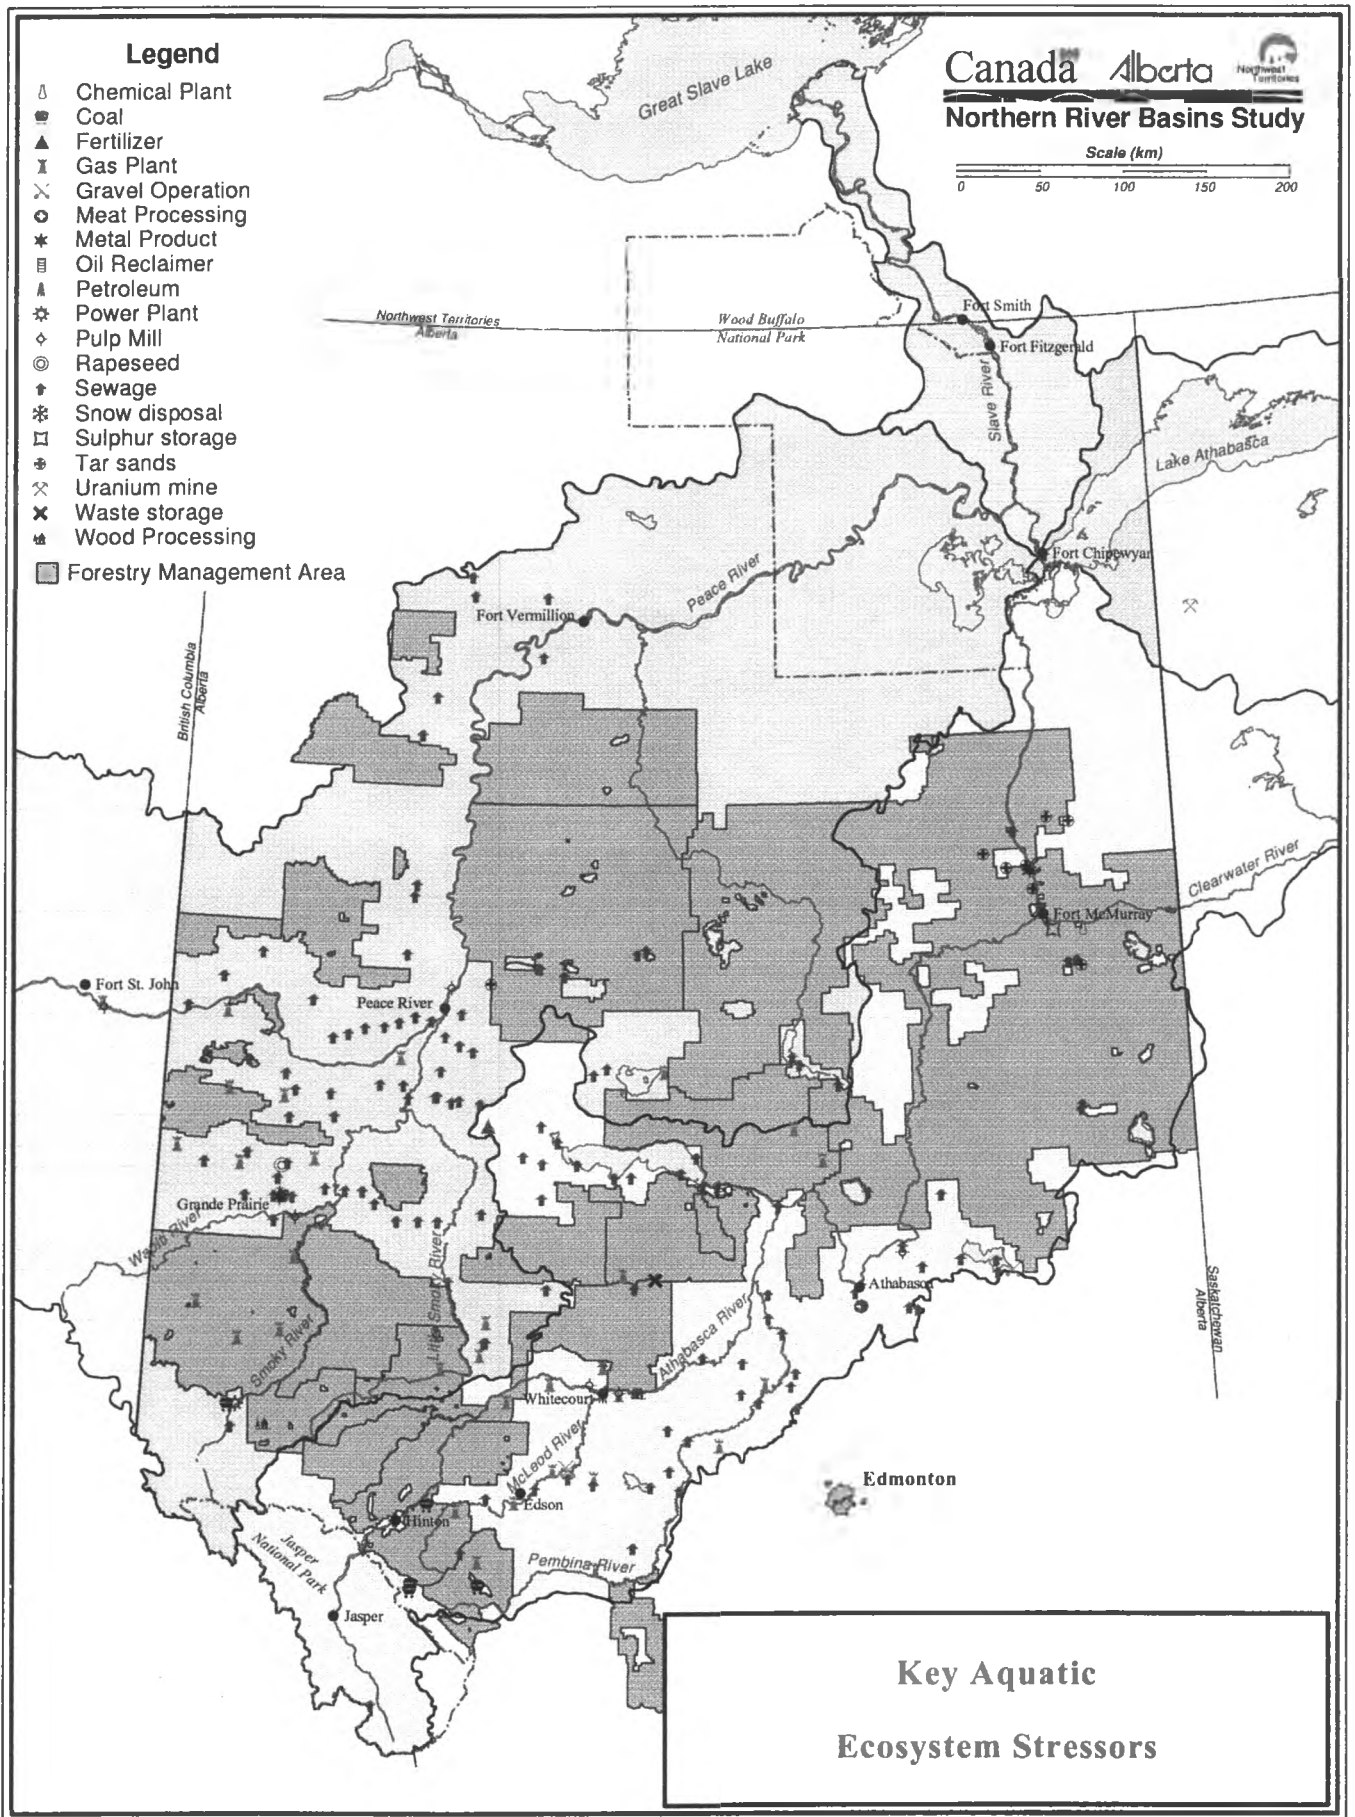 Legend
Chemical Plant
Coal
Fertilizer
Gas Plant
Gravel Operation
Meat Processing
Metal Product
Oil Reclaimer
Petroleum
Power Plant
Pulp Mill
Rapeseed
Sewage
Snow disposal
Sulphur storage
Tar sands
Uranium mine
Waste storage
Wood Processing
Forestry Management Area
Canada Alberta Northwest Territories
Northern River Basins Study
Scale (km)
0 50 100 150 200
Great Slave Lake
Northwest Territories
Alberta
Wood Buffalo
National Park
Fort Smith
Fort Fitzgerald
Slave River
Lake Athabasca
Fort Chipewyan
Peace River
Fort Vermillion
British Columbia
Alberta
Clearwater River
Fort McMurray
Fort St. John
Peace River
Grande Prairie
Wapiti River
Little Smoky River
Smoky River
Athabasca
Athabasca River
Saskatchewan
Alberta
Whitecourt
McLeod River
Edson
Hinton
Edmonton
Pembina River
Jasper
National Park
Jasper
Key Aquatic
Ecosystem Stressors